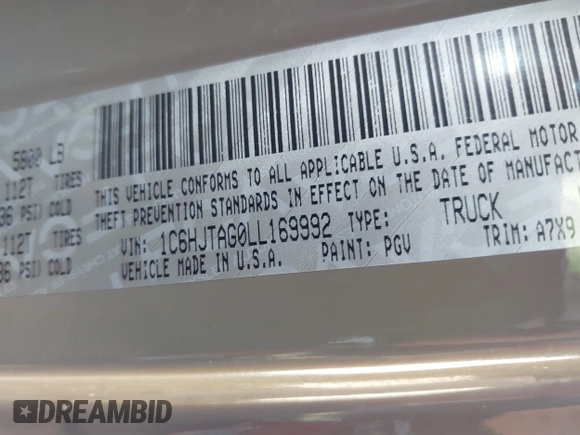 5800 LB
112T TIRES
36 PSI) COLD
112T TIRES
36 PSI) COLD
THIS VEHICLE CONFORMS TO ALL APPLICABLE U.S.A. FEDERAL MOTOR
THEFT PREVENTION STANDARDS IN EFFECT ON THE DATE OF MANUFACT
VIN: 1C6HJTAG0LL169992 TYPE: TRUCK
VEHICLE MADE IN U.S.A. PAINT: PGV TRIM: A7X9
DREAMBID